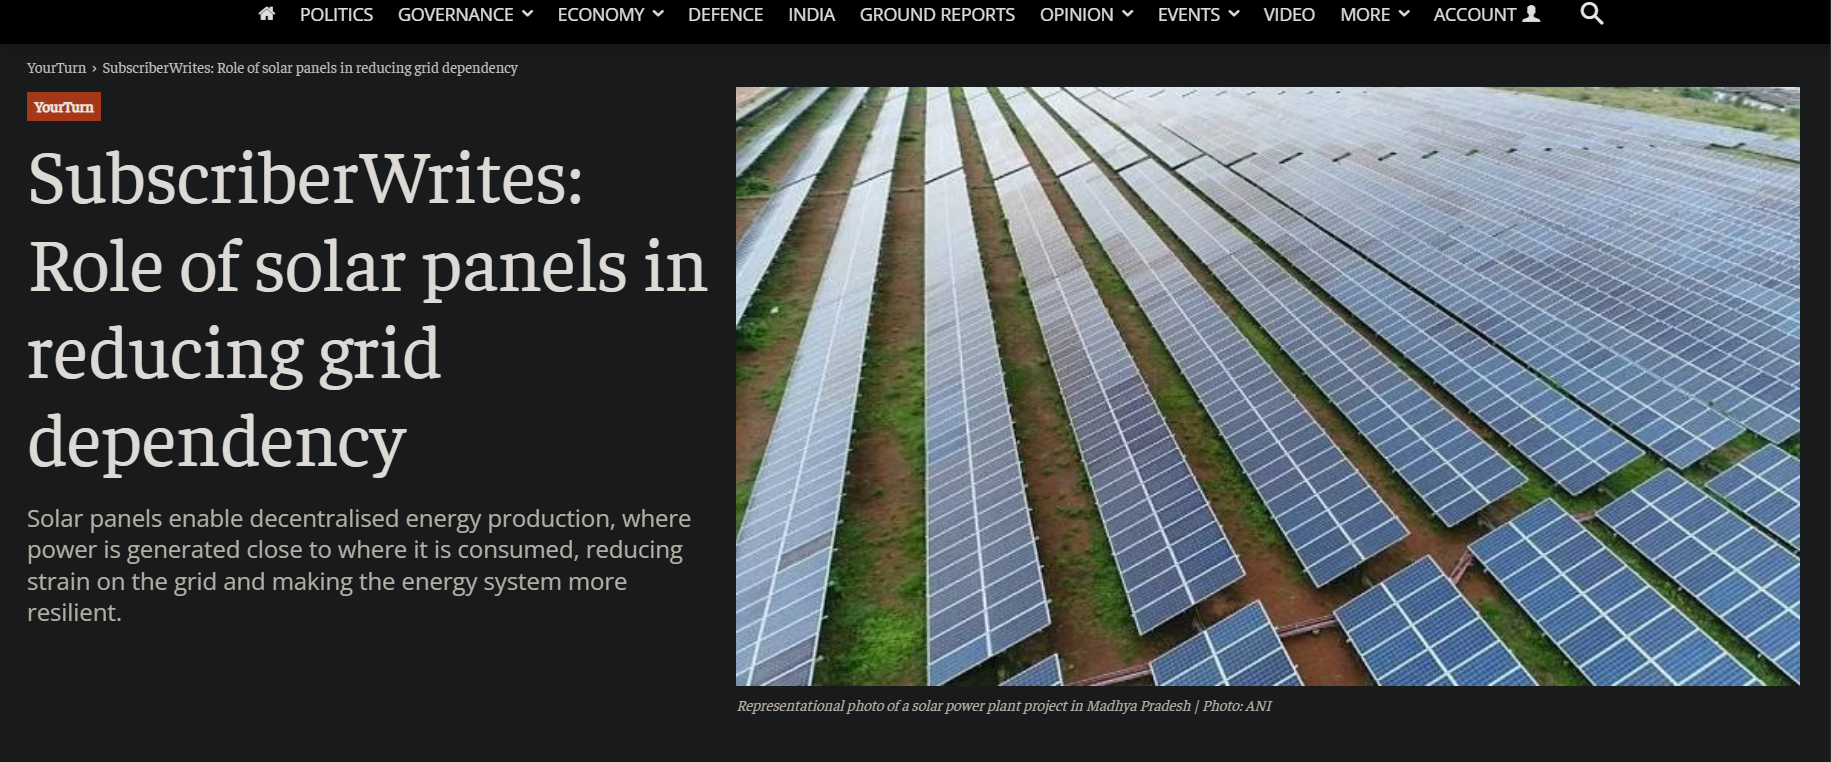 POLITICS GOVERNANCE ECONOMY DEFENCE INDIA GROUND REPORTS OPINION EVENTS VIDEO MORE ACCOUNT
YourTurn › SubscriberWrites: Role of solar panels in reducing grid dependency
YourTurn
SubscriberWrites:
Role of solar panels in
reducing grid
dependency
Solar panels enable decentralised energy production, where
power is generated close to where it is consumed, reducing
strain on the grid and making the energy system more
resilient.
Representational photo of a solar power plant project in Madhya Pradesh | Photo: ANI